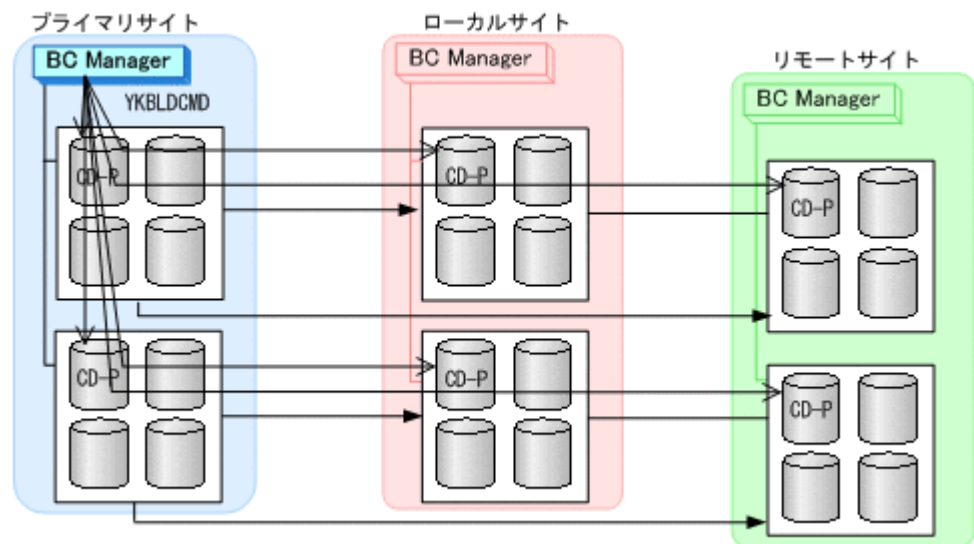 プライマリサイト
ローカルサイト
リモートサイト
BC Manager
BC Manager
BC Manager
YKBLDCMD
CD-P
CD-P
CD-P
CD-P
CD-P
CD-P